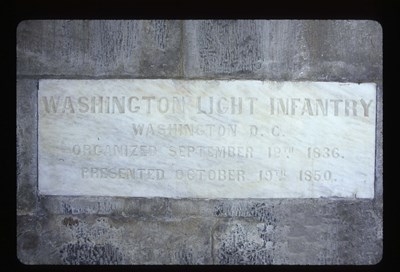 WASHINGTON LIGHT INFANTRY
WASHINGTON D. C.
ORGANIZED SEPTEMBER 12TH 1836.
PRESENTED OCTOBER 19TH 1850.